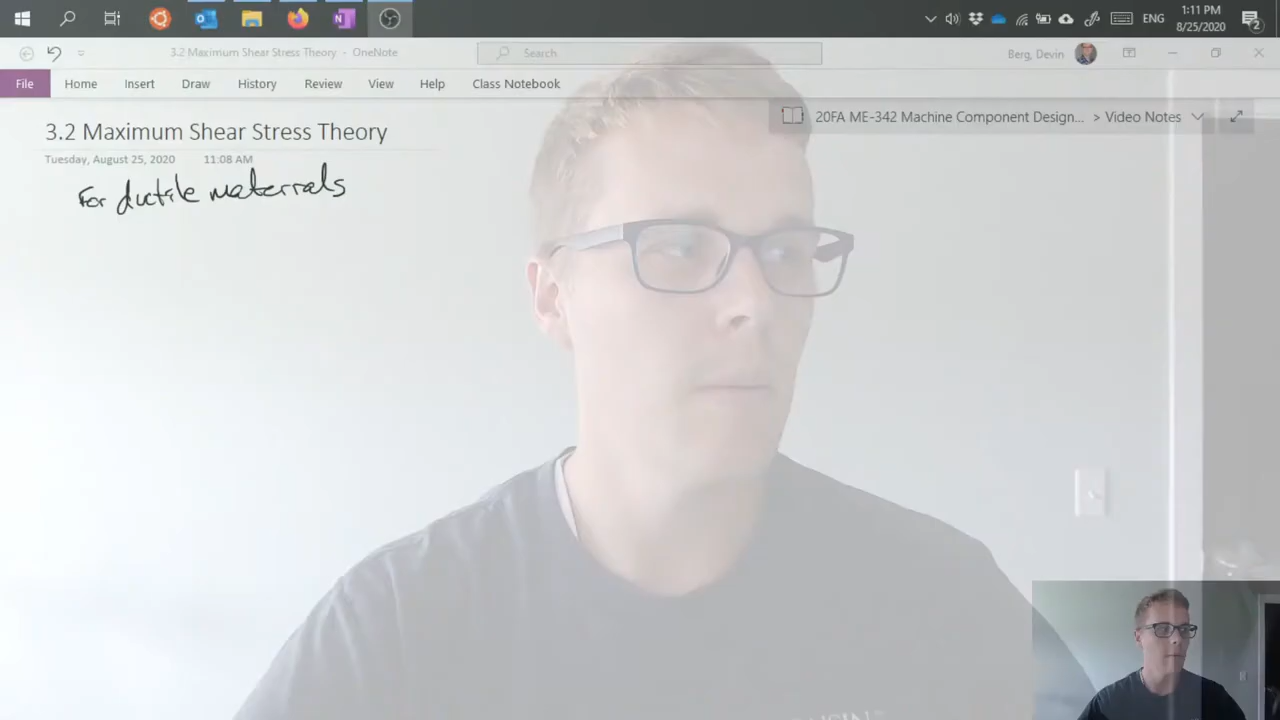 1:11 PM
ENG
8/25/2020
2
3.2 Maximum Shear Stress Theory - OneNote
Search
Berg, Devin
File Home Insert Draw History Review View Help Class Notebook
20FA ME-342 Machine Component Design... > Video Notes
3.2 Maximum Shear Stress Theory
Tuesday, August 25, 2020 11:08 AM
For ductile materials